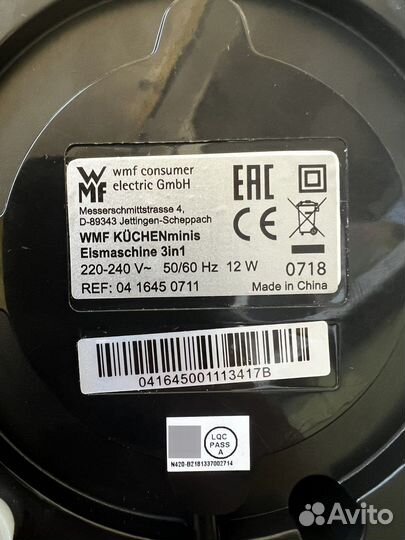 WMF
wmf consumer
electric GmbH
EAC
CE
Messerschmittstrasse 4,
D-89343 Jettingen-Scheppach
WMF KÜCHENminis
Eismaschine 3in1
220-240 V~ 50/60 Hz 12 W
0718
REF: 04 1645 0711
Made in China
041645001113417B
LQC
PASS
A
N420-B2181337002714
Avito